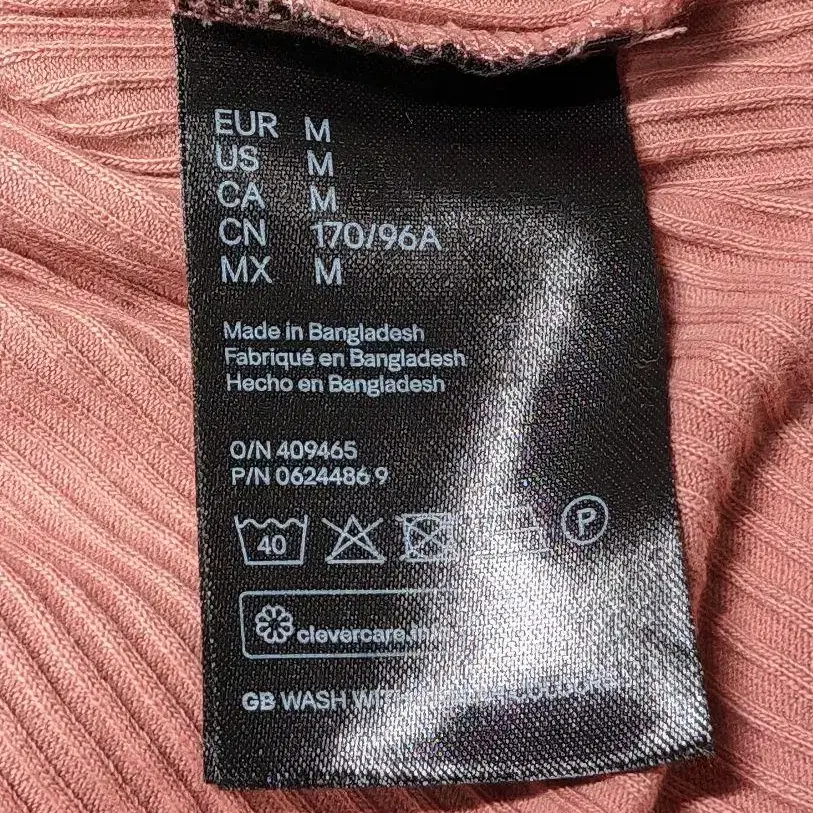 EUR M
US M
CA M
CN 170/96A
MX M
Made in Bangladesh
Fabriqué en Bangladesh
Hecho en Bangladesh
O/N 409465
P/N 0624486 9
40 P
clevercare.
GB WASH